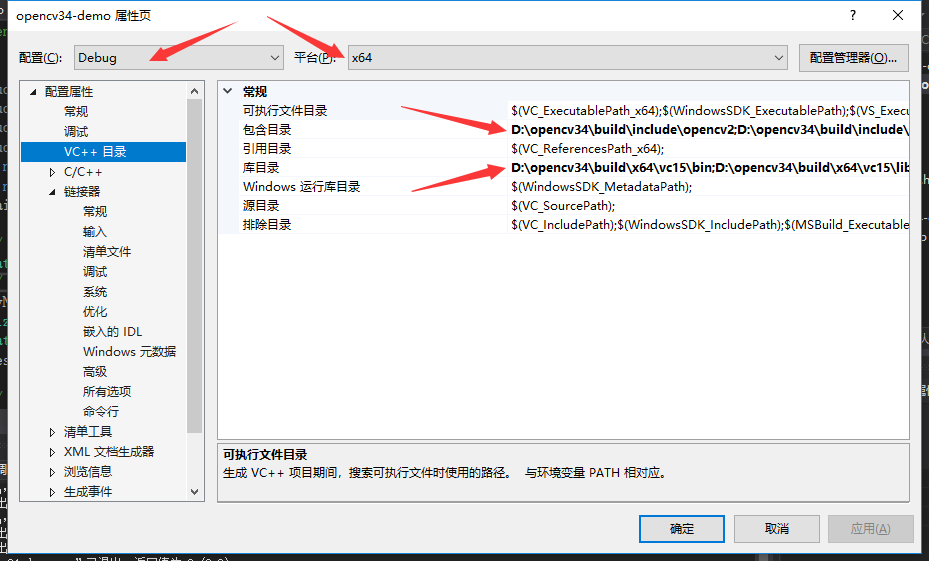 opencv34-demo 属性页
?
配置(C): Debug 平台(P): x64 配置管理器(O)...
配置属性
常规
调试
VC++ 目录
C/C++
链接器
常规
输入
清单文件
调试
系统
优化
嵌入的 IDL
Windows 元数据
高级
所有选项
命令行
清单工具
XML 文档生成器
浏览信息
生成事件
常规
可执行文件目录 $(VC_ExecutablePath_x64);$(WindowsSDK_ExecutablePath);$(VS_Execu
包含目录 D:\opencv34\build\include\opencv2;D:\opencv34\build\include\
引用目录 $(VC_ReferencesPath_x64);
库目录 D:\opencv34\build\x64\vc15\bin;D:\opencv34\build\x64\vc15\lib
Windows 运行库目录 $(WindowsSDK_MetadataPath);
源目录 $(VC_SourcePath);
排除目录 $(VC_IncludePath);$(WindowsSDK_IncludePath);$(MSBuild_Executable
可执行文件目录
生成 VC++ 项目期间，搜索可执行文件时使用的路径。 与环境变量 PATH 相对应。
确定 取消 应用(A)